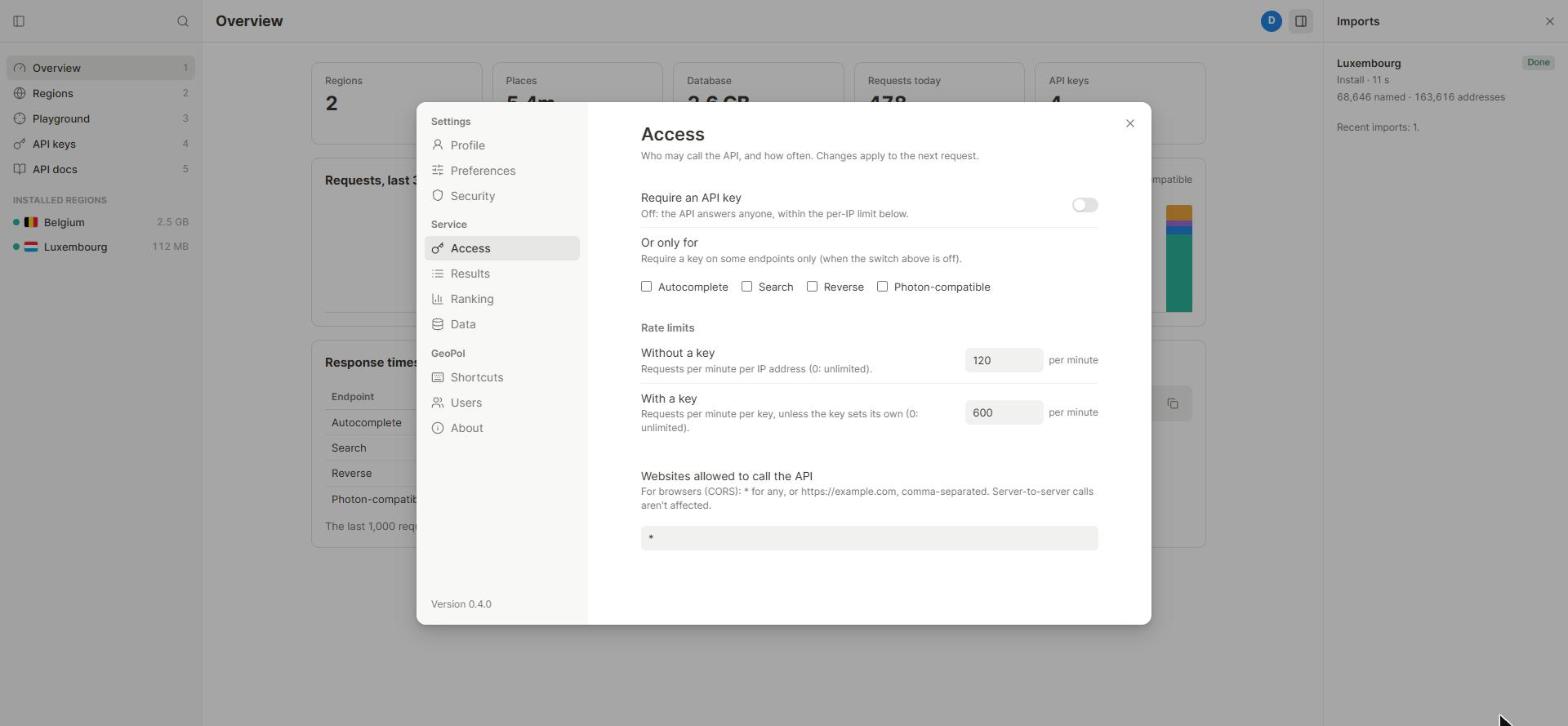 Overview
D
Imports
Overview 1
Regions 2
Playground 3
API keys 4
API docs 5
INSTALLED REGIONS
Belgium 2.5 GB
Luxembourg 112 MB
Regions
2
Places
Database
Requests today
API keys
Requests, last
Response times
Endpoint
Autocomplete
Search
Reverse
The last 1,000
Settings
Profile
Preferences
Security
Service
Access
Results
Ranking
Data
GeoPol
Shortcuts
Users
About
Version 0.4.0
Access
Who may call the API, and how often. Changes apply to the next request.
Require an API key
Off: the API answers anyone, within the per-IP limit below.
Or only for
Require a key on some endpoints only (when the switch above is off).
Autocomplete Search Reverse Photon-compatible
Rate limits
Without a key
Requests per minute per IP address (0: unlimited).
120 per minute
With a key
Requests per minute per key, unless the key sets its own (0:
unlimited).
600 per minute
Websites allowed to call the API
For browsers (CORS): * for any, or https://example.com, comma-separated. Server-to-server calls
aren't affected.
*
Luxembourg Done
Install · 11 s
68,646 named · 163,616 addresses
Recent imports: 1.